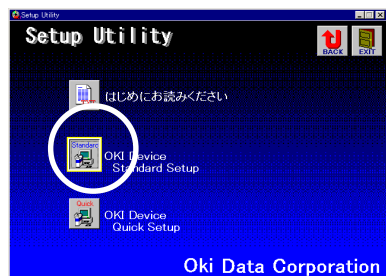 Setup Utility
Setup Utility
BACK
EXIT
はじめにお読みください
Standard
OKI Device
Standard Setup
Quick
OKI Device
Quick Setup
Oki Data Corporation